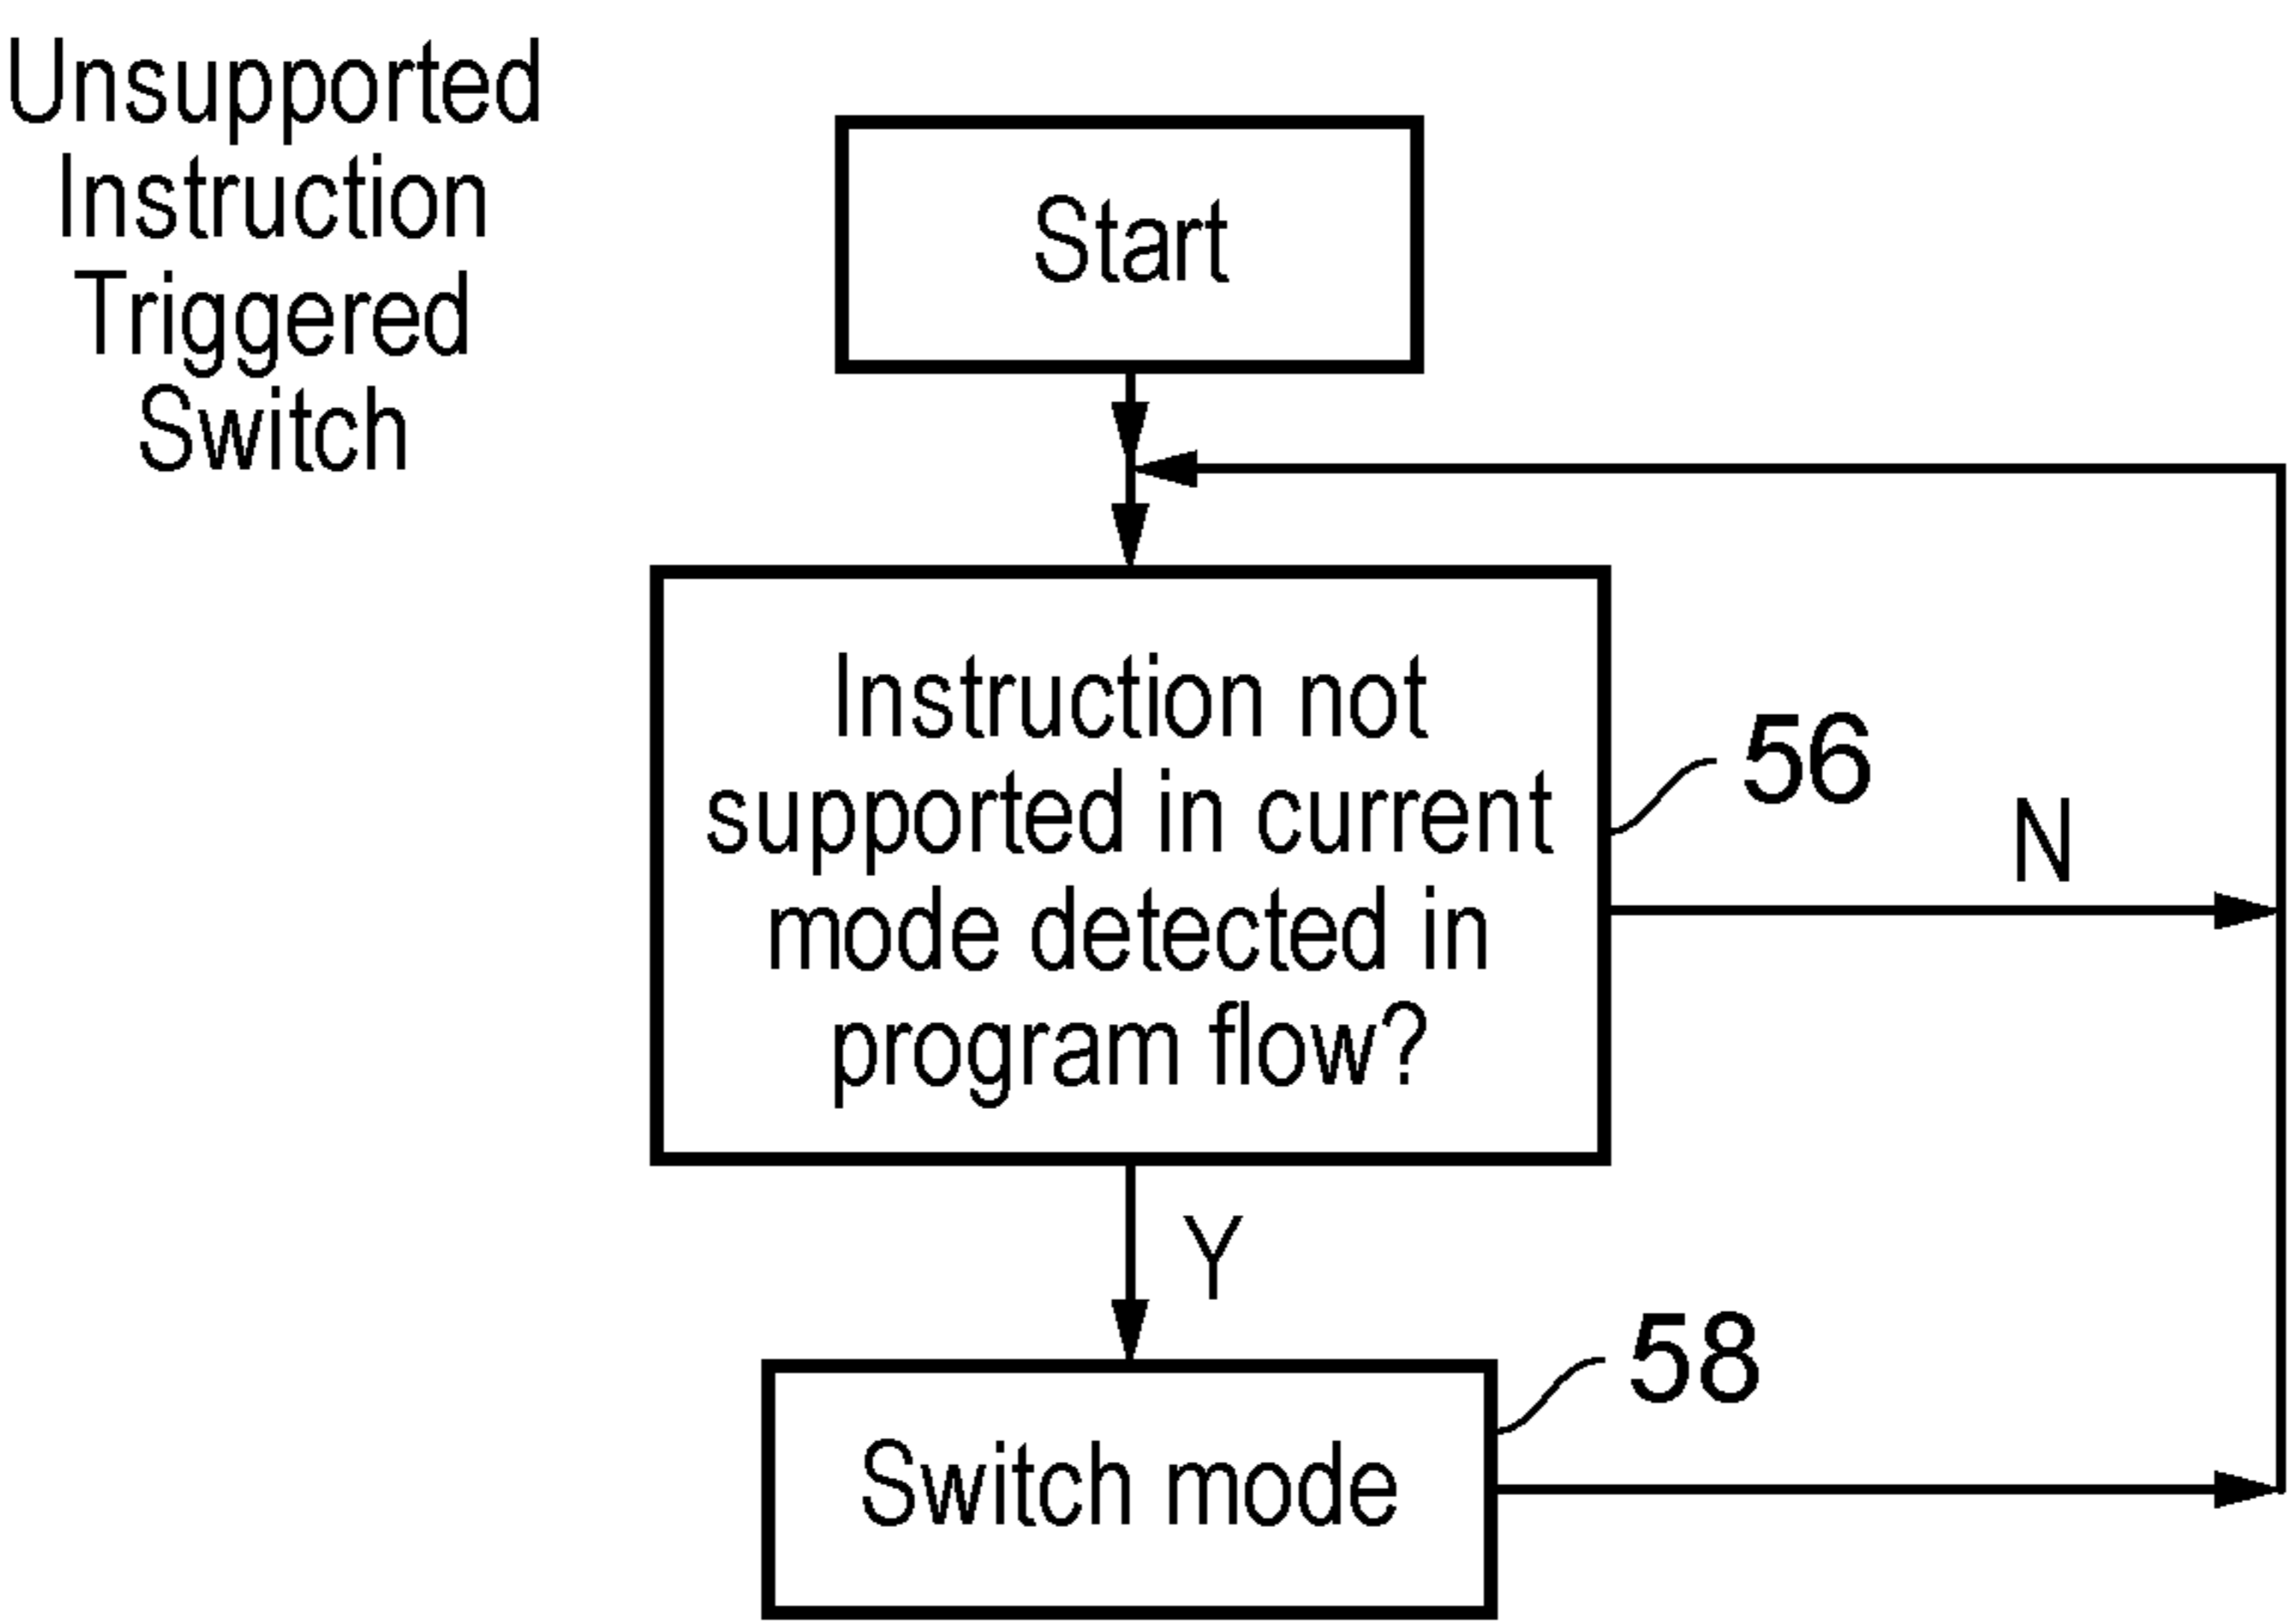 Unsupported
Instruction
Triggered
Switch
Start
Instruction not
supported in current
mode detected in
program flow?
56
N
Y
58
Switch mode